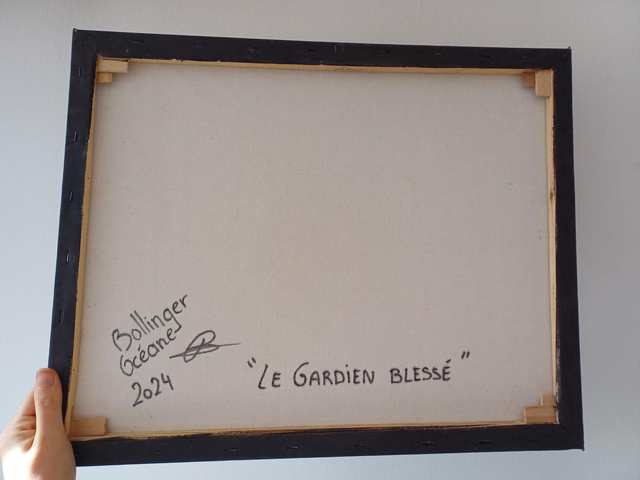 Bollinger
Océane
2024
"LE GARDIEN BLESSÉ"